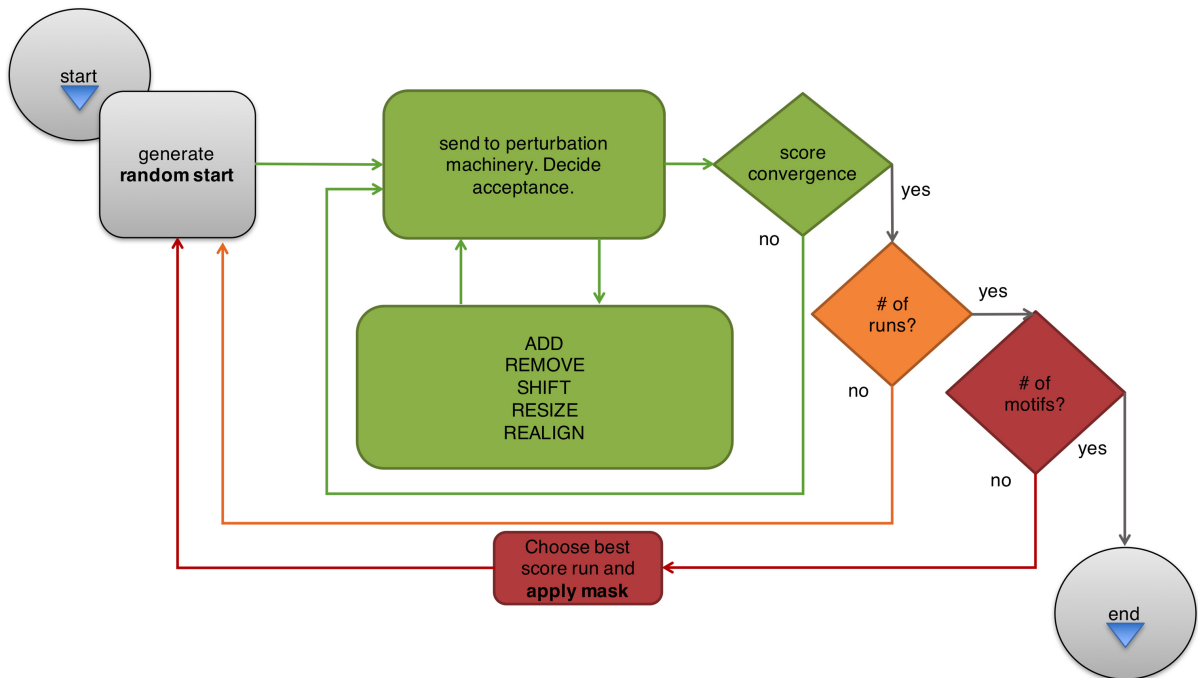 start
generate
random start
send to perturbation
machinery. Decide
acceptance.
score
convergence
yes
no
ADD
REMOVE
SHIFT
RESIZE
REALIGN
# of
runs?
yes
no
# of
motifs?
yes
no
Choose best
score run and
apply mask
end